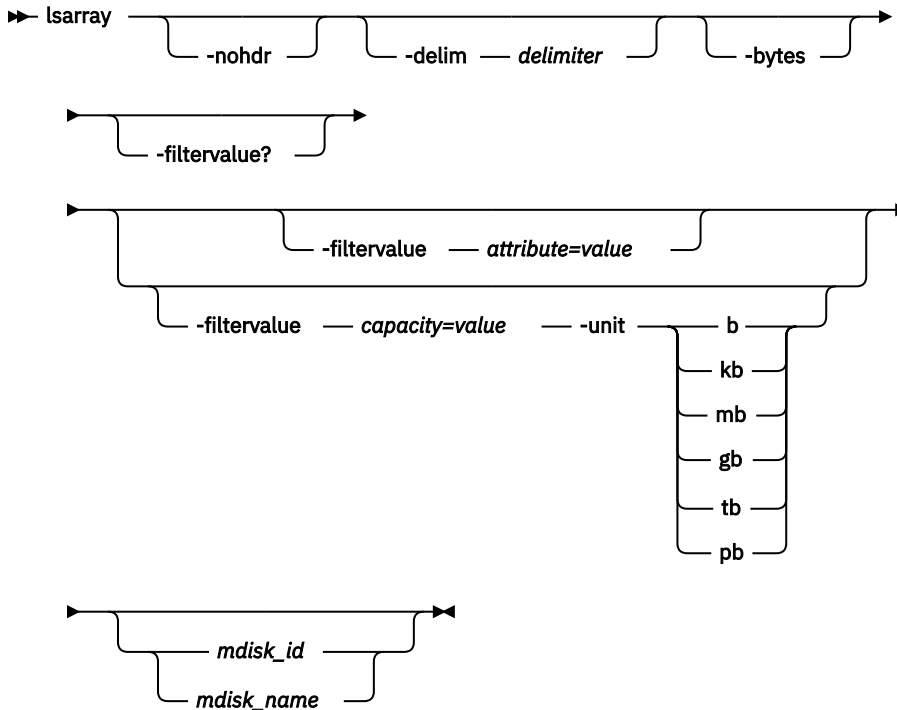 lsarray
-nohdr -delim delimiter -bytes
-filtervalue?
-filtervalue attribute=value
-filtervalue capacity=value -unit b
kb
mb
gb
tb
pb
mdisk_id
mdisk_name